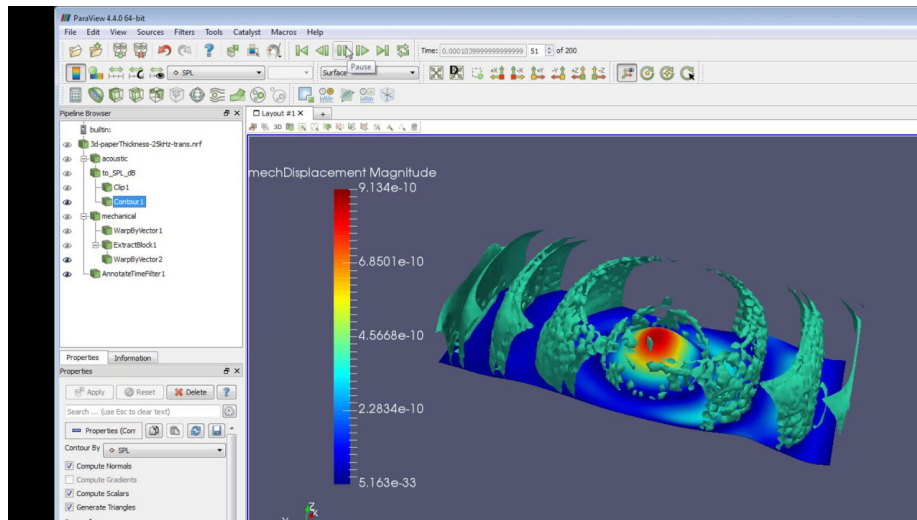 ParaView 4.4.0 64-bit
File Edit View Sources Filters Tools Catalyst Macros Help
Time: 0.000103999999999999 51 of 200
SPL Surface Pause
Pipeline Browser
Layout #1
3D
builtin:
3d-paperThickness-25kHz-trans.nrf
acoustic
to_SPL_dB
Clip1
Contour1
mechanical
WarpByVector1
ExtractBlock1
WarpByVector2
AnnotateTimeFilter1
mechDisplacement Magnitude
9.134e-10
6.8501e-10
4.5668e-10
2.2834e-10
5.163e-33
Properties Information
Properties
Apply Reset Delete ?
Search ... (use Esc to clear text)
Properties (Con
Contour By SPL
Compute Normals
Compute Gradients
Compute Scalars
Generate Triangles
Z